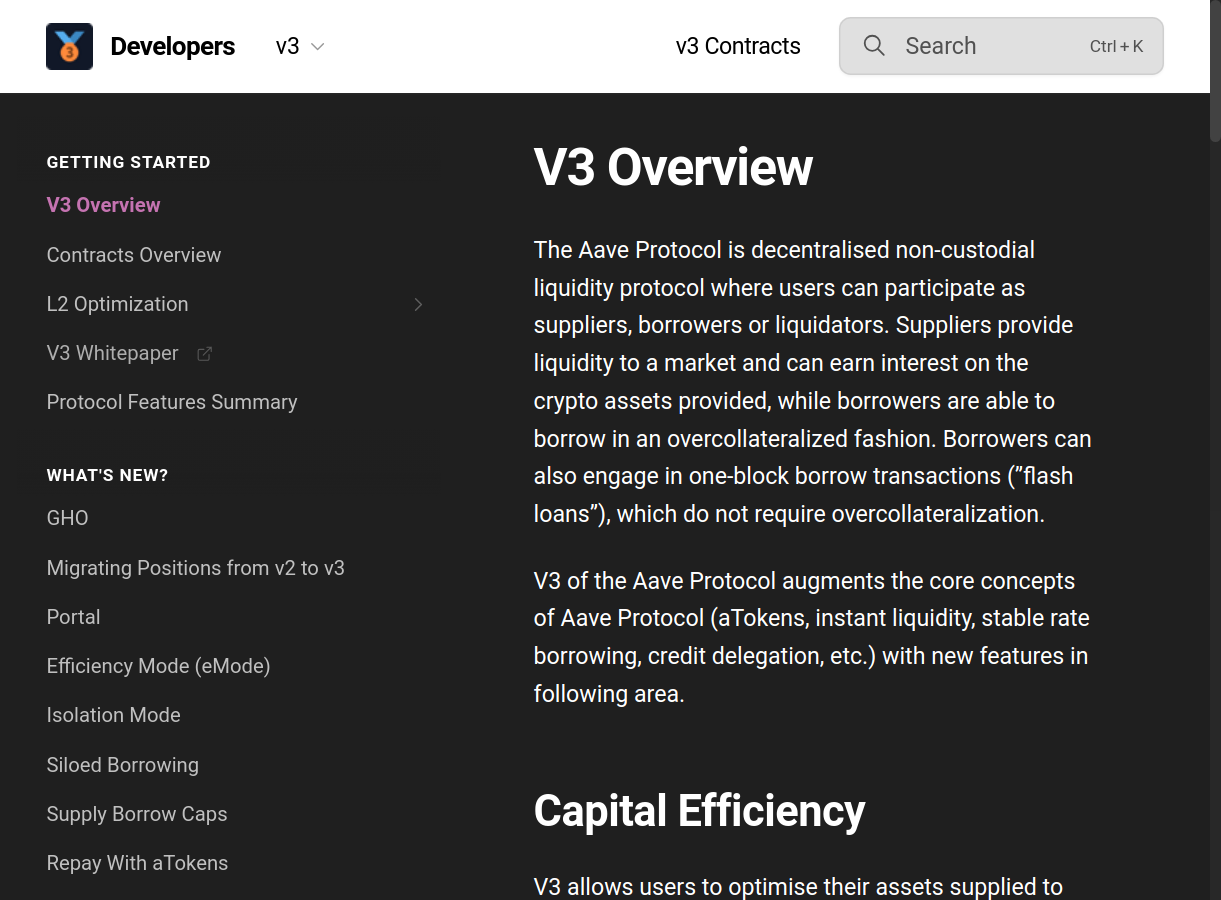 Developers
v3
v3 Contracts
Search
Ctrl + K
GETTING STARTED
V3 Overview
Contracts Overview
L2 Optimization
V3 Whitepaper
Protocol Features Summary
WHAT'S NEW?
GHO
Migrating Positions from v2 to v3
Portal
Efficiency Mode (eMode)
Isolation Mode
Siloed Borrowing
Supply Borrow Caps
Repay With aTokens
V3 Overview
The Aave Protocol is decentralised non-custodial
liquidity protocol where users can participate as
suppliers, borrowers or liquidators. Suppliers provide
liquidity to a market and can earn interest on the
crypto assets provided, while borrowers are able to
borrow in an overcollateralized fashion. Borrowers can
also engage in one-block borrow transactions (”flash
loans”), which do not require overcollateralization.
V3 of the Aave Protocol augments the core concepts
of Aave Protocol (aTokens, instant liquidity, stable rate
borrowing, credit delegation, etc.) with new features in
following area.
Capital Efficiency
V3 allows users to optimise their assets supplied to